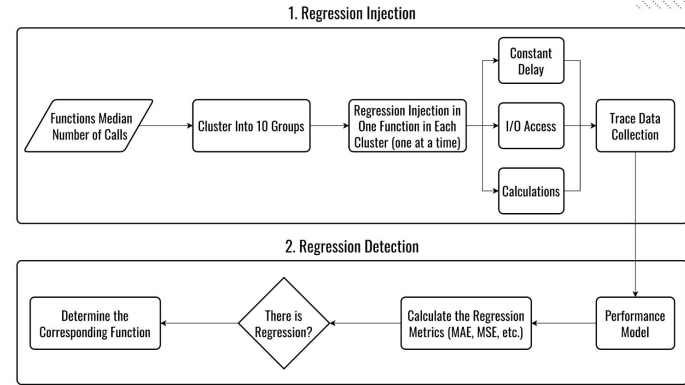 1. Regression Injection
Functions Median
Number of Calls
Cluster Into 10 Groups
Regression Injection in
One Function in Each
Cluster (one at a time)
Constant
Delay
I/O Access
Calculations
Trace Data
Collection
2. Regression Detection
Determine the
Corresponding Function
There is
Regression?
Calculate the Regression
Metrics (MAE, MSE, etc.)
Performance
Model